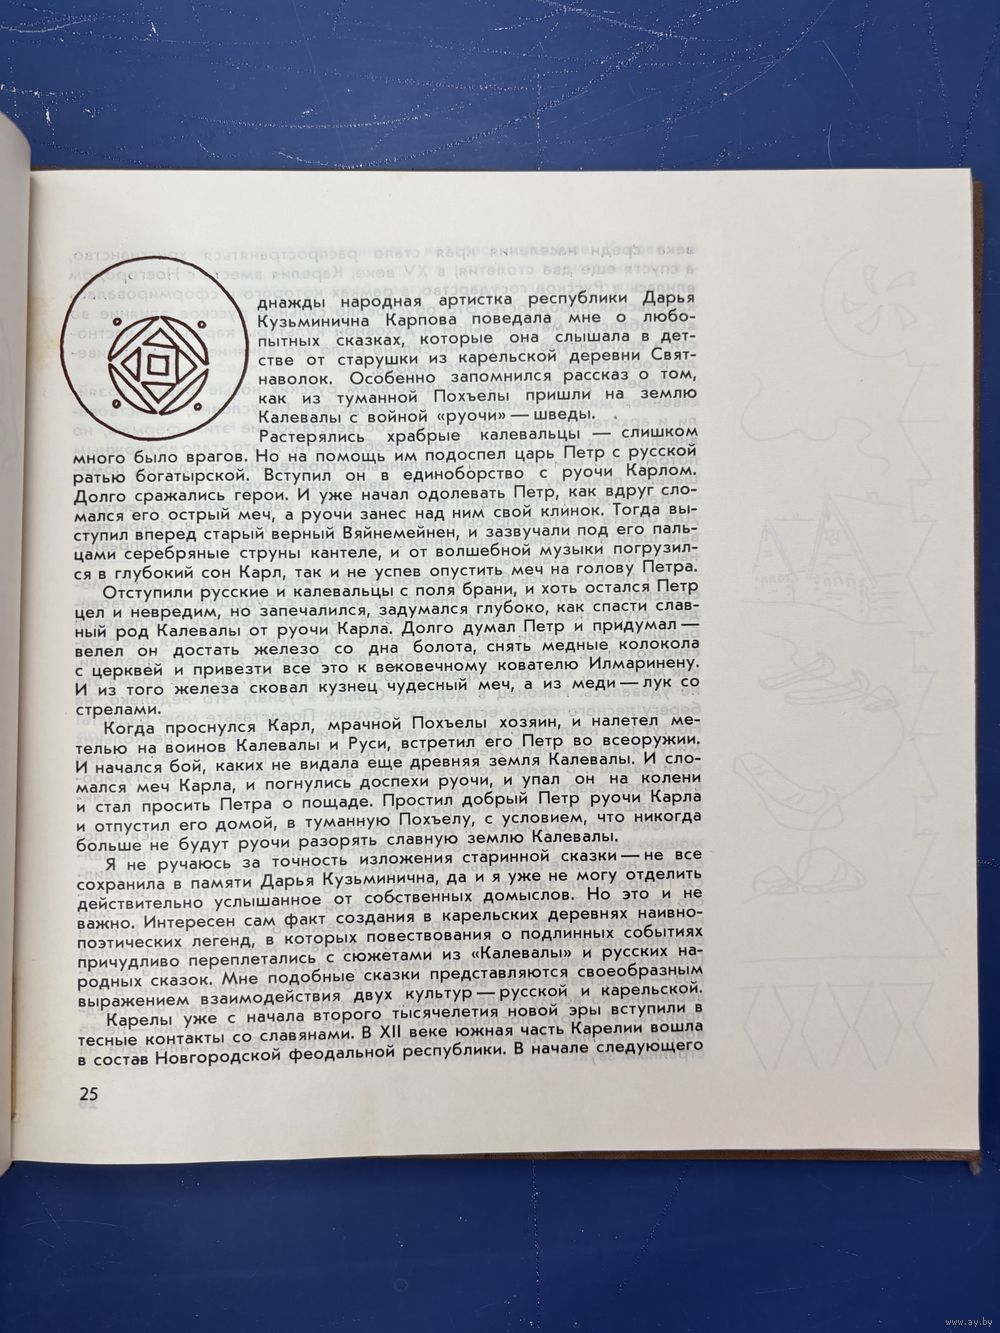 днажды народная артистка республики Дарья
Кузьминична Карпова поведала мне о любо-
пытных сказках, которые она слышала в дет-
стве от старушки из карельской деревни Свят-
наволок. Особенно запомнился рассказ о том,
как из туманной Похъелы пришли на землю
Калевалы с войной «руочи» — шведы.
Растерялись храбрые калевальцы — слишком
много было врагов. Но на помощь им подоспел царь Петр с русской
ратью богатырской. Вступил он в единоборство с руочи Карлом.
Долго сражались герои. И уже начал одолевать Петр, как вдруг сло-
мался его острый меч, а руочи занес над ним свой клинок. Тогда вы-
ступил вперед старый верный Вяйнемейнен, и зазвучали под его паль-
цами серебряные струны кантеле, и от волшебной музыки погрузил-
ся в глубокий сон Карл, так и не успев опустить меч на голову Петра.
Отступили русские и калевальцы с поля брани, и хоть остался Петр
цел и невредим, но запечалился, задумался глубоко, как спасти слав-
ный род Калевалы от руочи Карла. Долго думал Петр и придумал —
велел он достать железо со дна болота, снять медные колокола
с церквей и привезти все это к вековечному кователю Илмаринену.
И из того железа сковал кузнец чудесный меч, а из меди — лук со
стрелами.
Когда проснулся Карл, мрачной Похъелы хозяин, и налетел ме-
телью на воинов Калевалы и Руси, встретил его Петр во всеоружии.
И начался бой, каких не видала еще древняя земля Калевалы. И сло-
мался меч Карла, и погнулись доспехи руочи, и упал он на колени
и стал просить Петра о пощаде. Простил добрый Петр руочи Карла
и отпустил его домой, в туманную Похъелу, с условием, что никогда
больше не будут руочи разорять славную землю Калевалы.
Я не ручаюсь за точность изложения старинной сказки — не все
сохранила в памяти Дарья Кузьминична, да и я уже не могу отделить
действительно услышанное от собственных домыслов. Но это и не
важно. Интересен сам факт создания в карельских деревнях наивно-
поэтических легенд, в которых повествования о подлинных событиях
причудливо переплетались с сюжетами из «Калевалы» и русских на-
родных сказок. Мне подобные сказки представляются своеобразным
выражением взаимодействия двух культур — русской и карельской.
Карелы уже с начала второго тысячелетия новой эры вступили в
тесные контакты со славянами. В XII веке южная часть Карелии вошла
в состав Новгородской феодальной республики. В начале следующего
25
www.ay.by